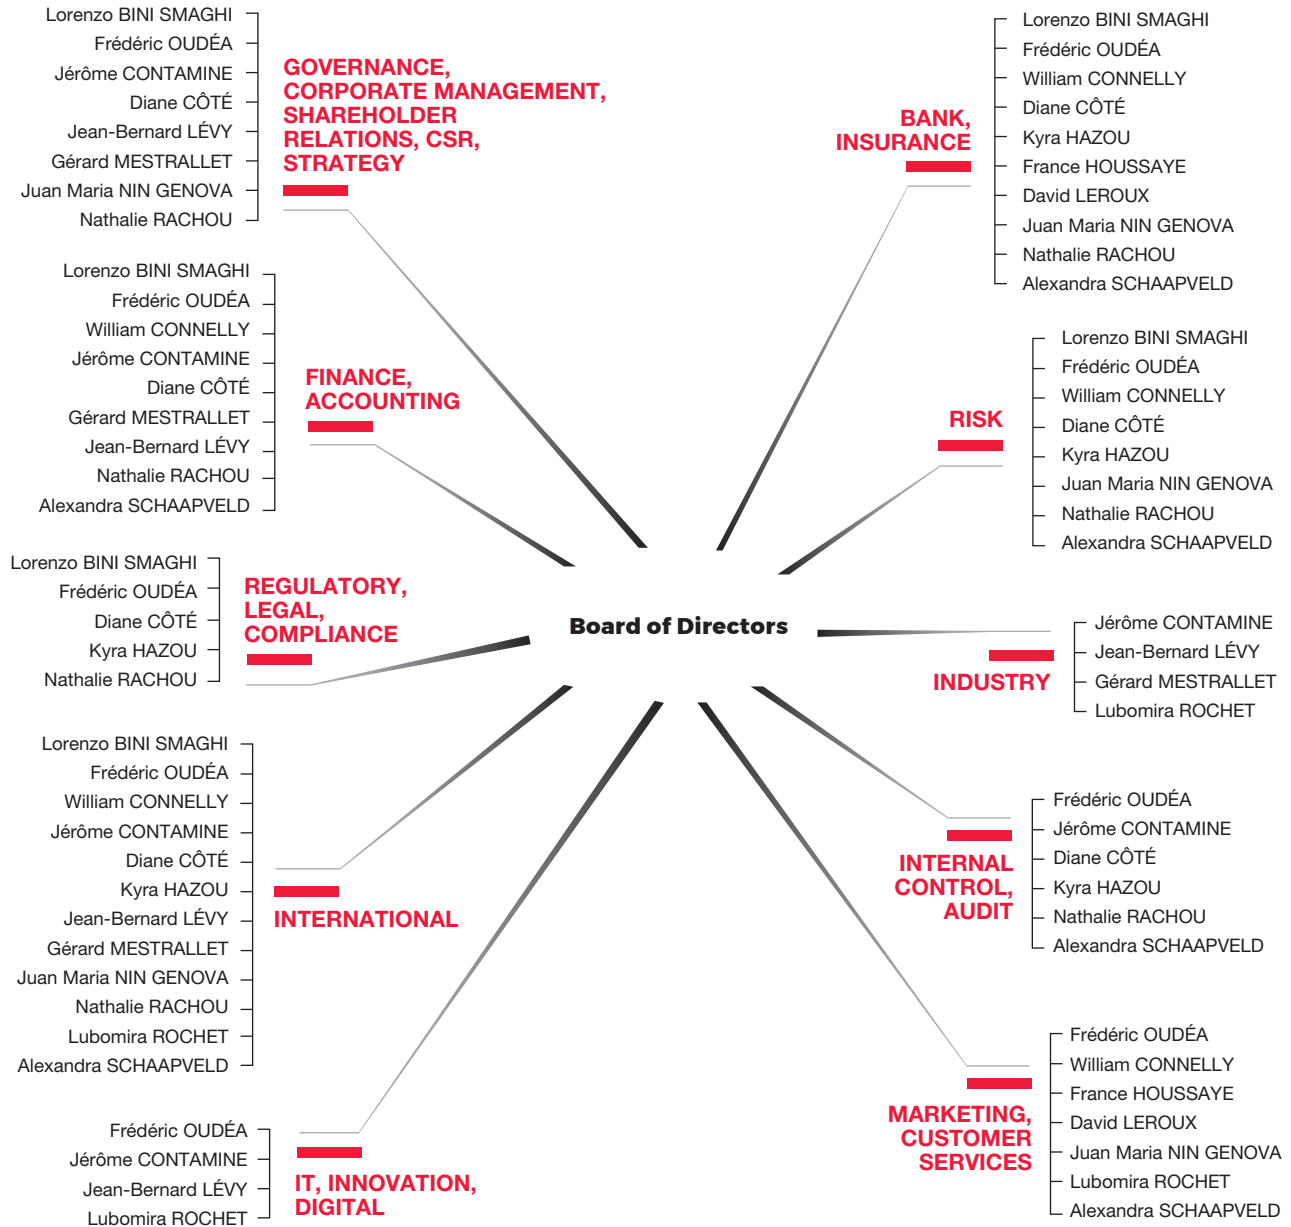 Lorenzo BINI SMAGHI
Frédéric OUDÉA
Jérôme CONTAMINE
Diane CÔTÉ
Jean-Bernard LÉVY
Gérard MESTRALLET
Juan Maria NIN GENOVA
Nathalie RACHOU
GOVERNANCE,
CORPORATE MANAGEMENT,
SHAREHOLDER
RELATIONS, CSR,
STRATEGY
Lorenzo BINI SMAGHI
Frédéric OUDÉA
William CONNELLY
Jérôme CONTAMINE
Diane CÔTÉ
Gérard MESTRALLET
Jean-Bernard LÉVY
Nathalie RACHOU
Alexandra SCHAAPVELD
FINANCE,
ACCOUNTING
Lorenzo BINI SMAGHI
Frédéric OUDÉA
Diane CÔTÉ
Kyra HAZOU
Nathalie RACHOU
REGULATORY,
LEGAL,
COMPLIANCE
Lorenzo BINI SMAGHI
Frédéric OUDÉA
William CONNELLY
Jérôme CONTAMINE
Diane CÔTÉ
Kyra HAZOU
Jean-Bernard LÉVY
Gérard MESTRALLET
Juan Maria NIN GENOVA
Nathalie RACHOU
Lubomira ROCHET
Alexandra SCHAAPVELD
INTERNATIONAL
Frédéric OUDÉA
Jérôme CONTAMINE
Jean-Bernard LÉVY
Lubomira ROCHET
IT, INNOVATION,
DIGITAL
Board of Directors
BANK,
INSURANCE
Lorenzo BINI SMAGHI
Frédéric OUDÉA
William CONNELLY
Diane CÔTÉ
Kyra HAZOU
France HOUSSAYE
David LEROUX
Juan Maria NIN GENOVA
Nathalie RACHOU
Alexandra SCHAAPVELD
RISK
Lorenzo BINI SMAGHI
Frédéric OUDÉA
William CONNELLY
Diane CÔTÉ
Kyra HAZOU
Juan Maria NIN GENOVA
Nathalie RACHOU
Alexandra SCHAAPVELD
INDUSTRY
Jérôme CONTAMINE
Jean-Bernard LÉVY
Gérard MESTRALLET
Lubomira ROCHET
INTERNAL
CONTROL,
AUDIT
Frédéric OUDÉA
Jérôme CONTAMINE
Diane CÔTÉ
Kyra HAZOU
Nathalie RACHOU
Alexandra SCHAAPVELD
MARKETING,
CUSTOMER
SERVICES
Frédéric OUDÉA
William CONNELLY
France HOUSSAYE
David LEROUX
Juan Maria NIN GENOVA
Lubomira ROCHET
Alexandra SCHAAPVELD